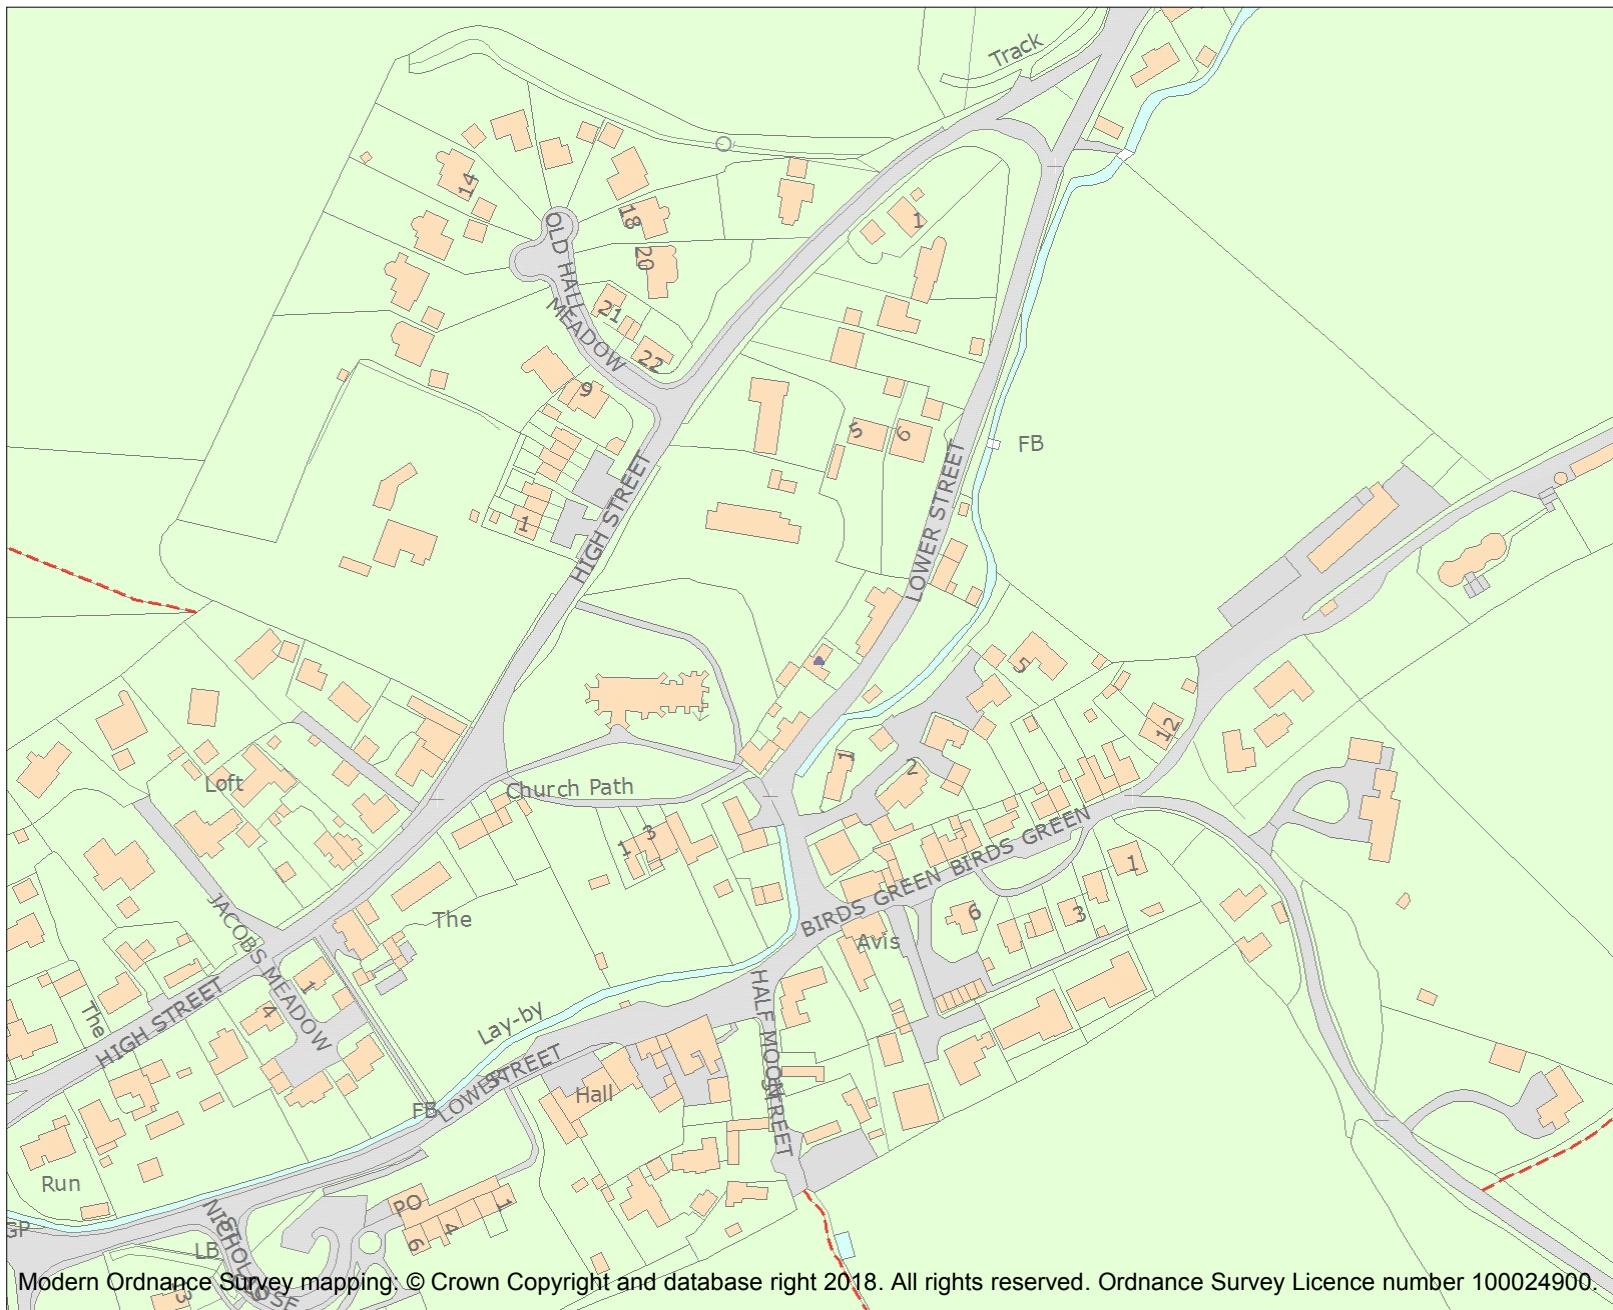 Track
14
OLD HALL
MEADOW
18
20
21
22
9
1
1
5
6
FB
HIGH STREET
LOWER STREET
5
12
1
2
Loft
Church Path
1
3
The
BIRDS GREEN
BIRDS GREEN
1
3
6
Avis
JACOBS MEADOW
1
4
The
HIGH STREET
Lay-by
LOWER
STREET
FB
HALF MOON
STREET
Hall
Run
PO
1
4
6
GP
LB
3
Modern Ordnance Survey mapping: © Crown Copyright and database right 2018. All rights reserved. Ordnance Survey Licence number 100024900.